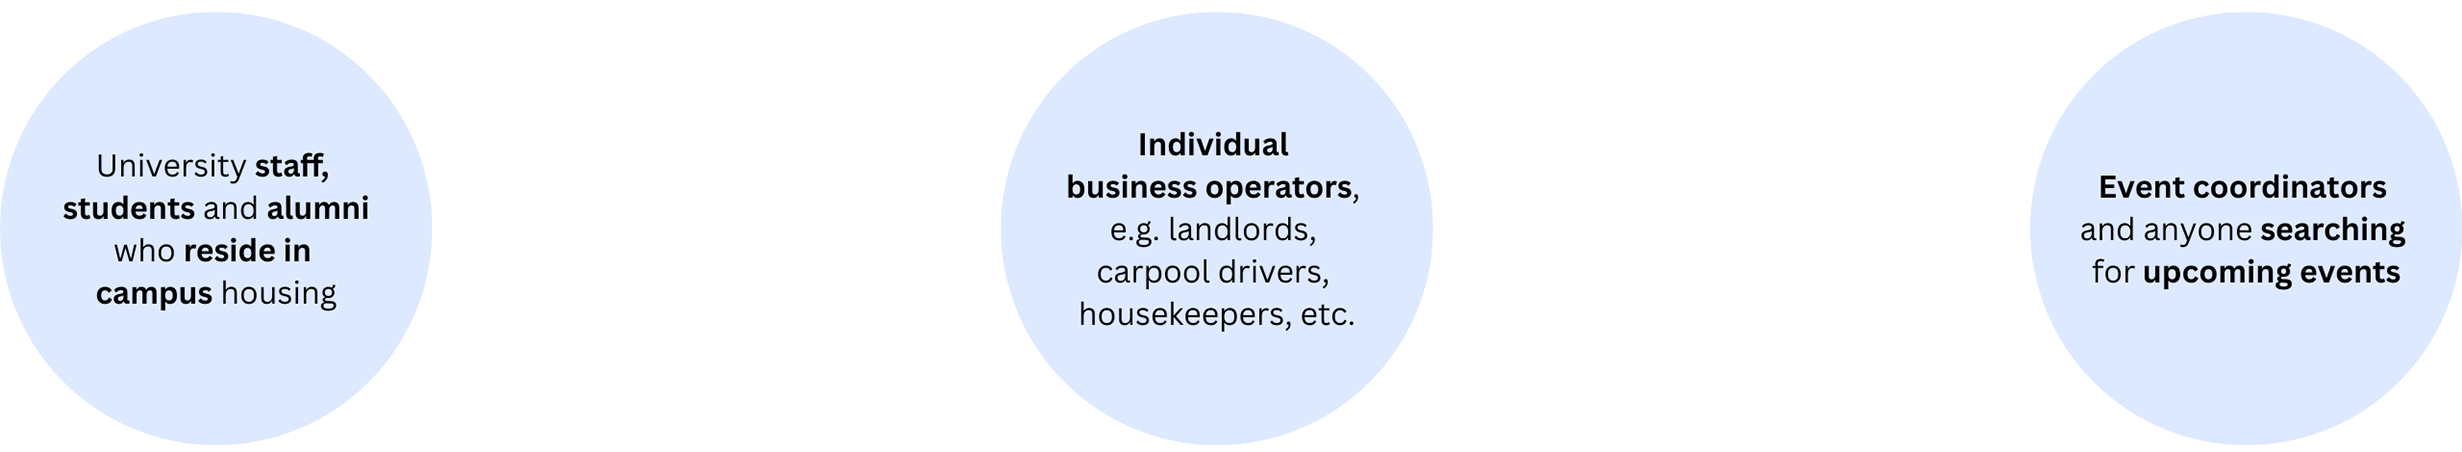 University staff,
students and alumni
who reside in
campus housing
Individual
business operators,
e.g. landlords,
carpool drivers,
housekeepers, etc.
Event coordinators
and anyone searching
for upcoming events